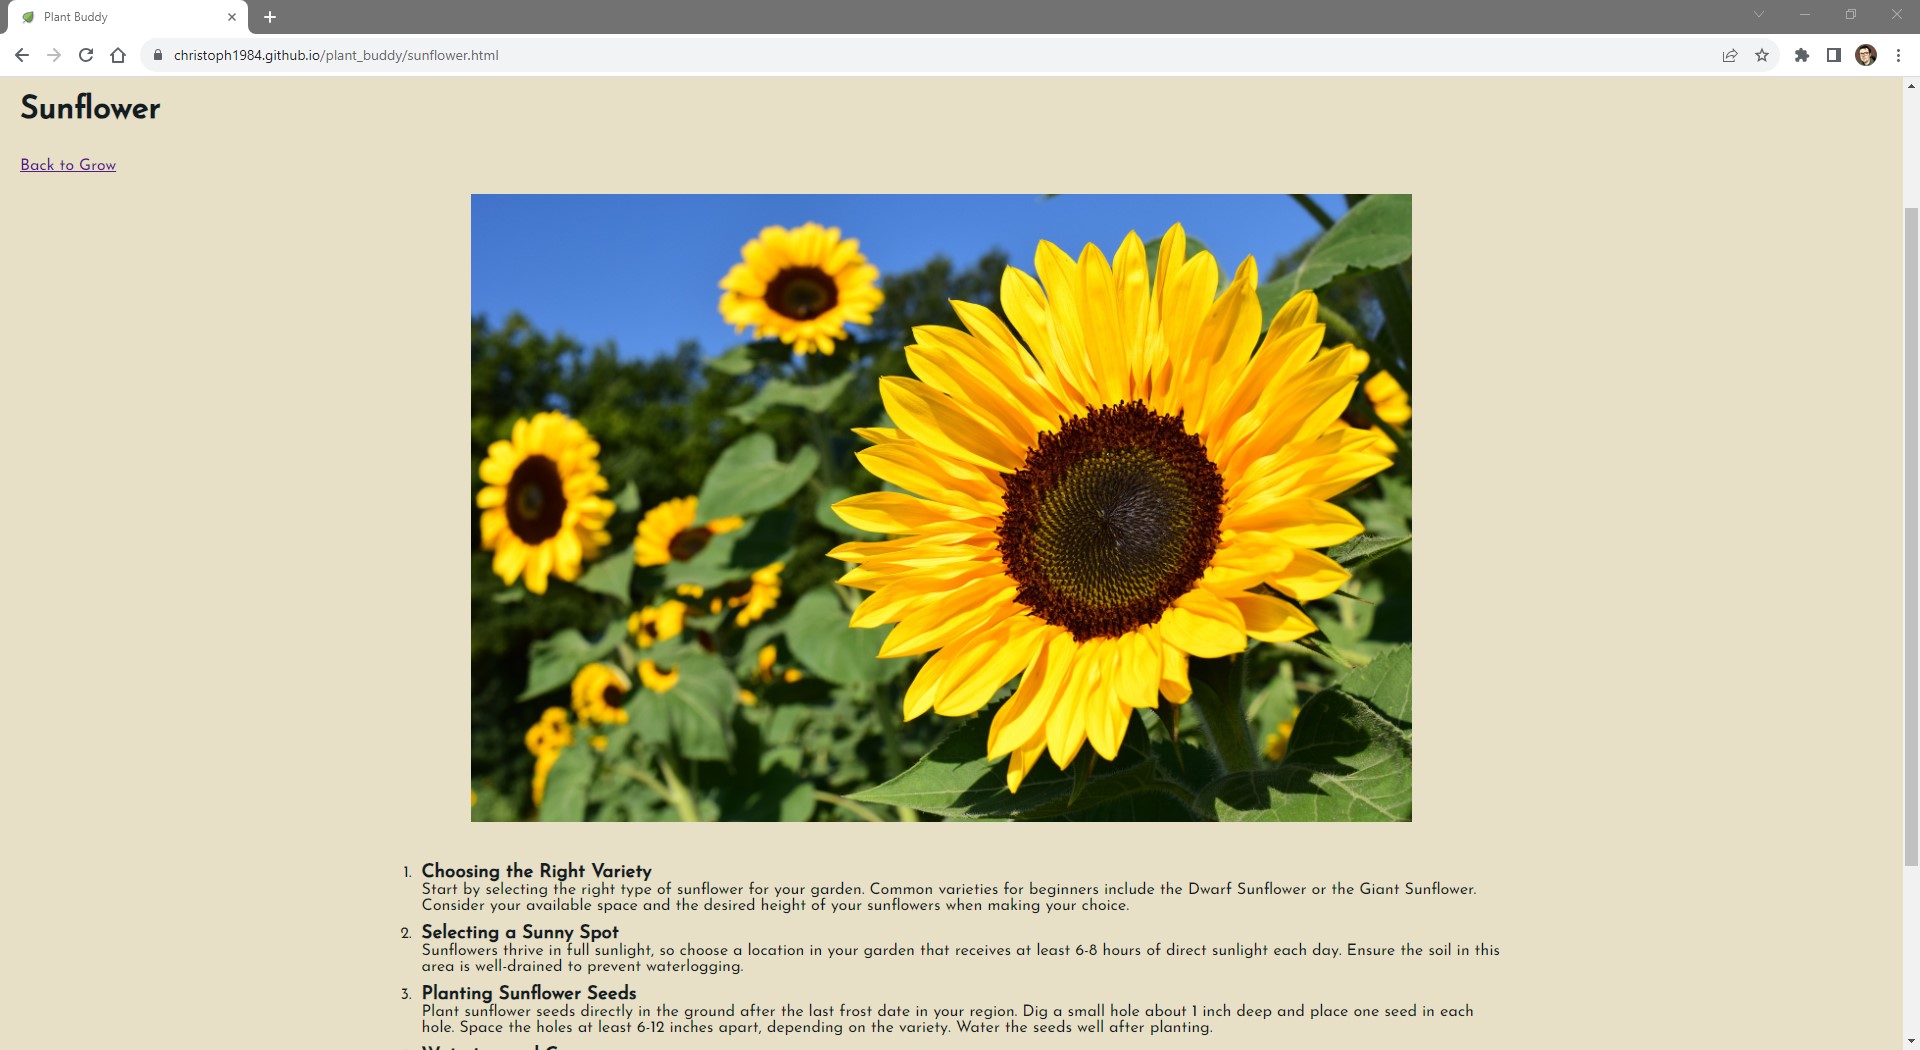 Plant Buddy
christoph1984.github.io/plant_buddy/sunflower.html
Sunflower
Back to Grow
1. Choosing the Right Variety
Start by selecting the right type of sunflower for your garden. Common varieties for beginners include the Dwarf Sunflower or the Giant Sunflower.
Consider your available space and the desired height of your sunflowers when making your choice.
2. Selecting a Sunny Spot
Sunflowers thrive in full sunlight, so choose a location in your garden that receives at least 6-8 hours of direct sunlight each day. Ensure the soil in this
area is well-drained to prevent waterlogging.
3. Planting Sunflower Seeds
Plant sunflower seeds directly in the ground after the last frost date in your region. Dig a small hole about 1 inch deep and place one seed in each
hole. Space the holes at least 6-12 inches apart, depending on the variety. Water the seeds well after planting.